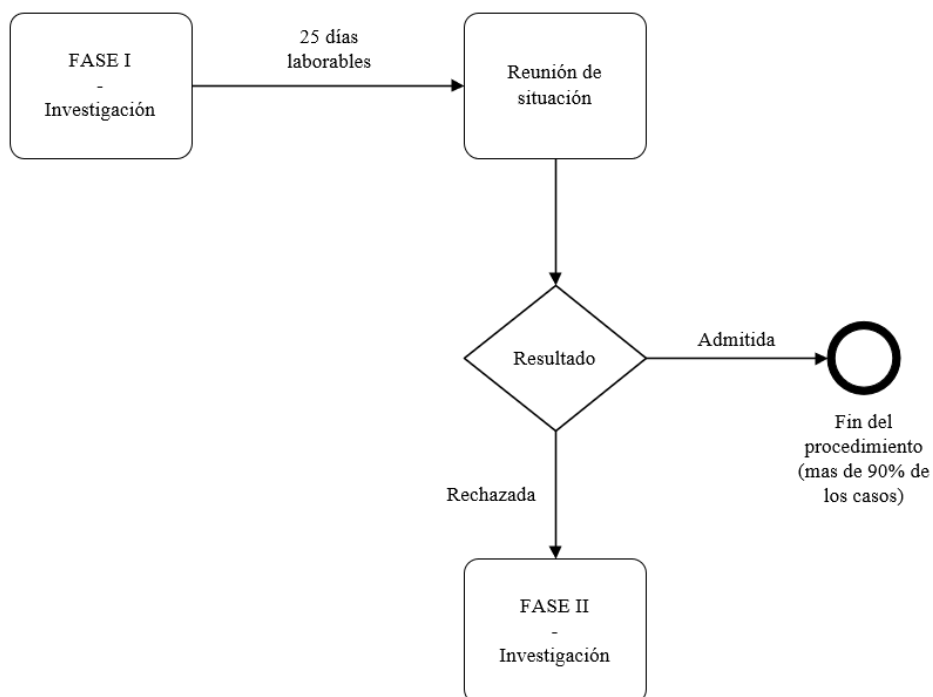 FASE I
-
Investigación
25 días
laborables
Reunión de
situación
Resultado
Admitida
Fin del
procedimiento
(mas de 90% de
los casos)
Rechazada
FASE II
-
Investigación